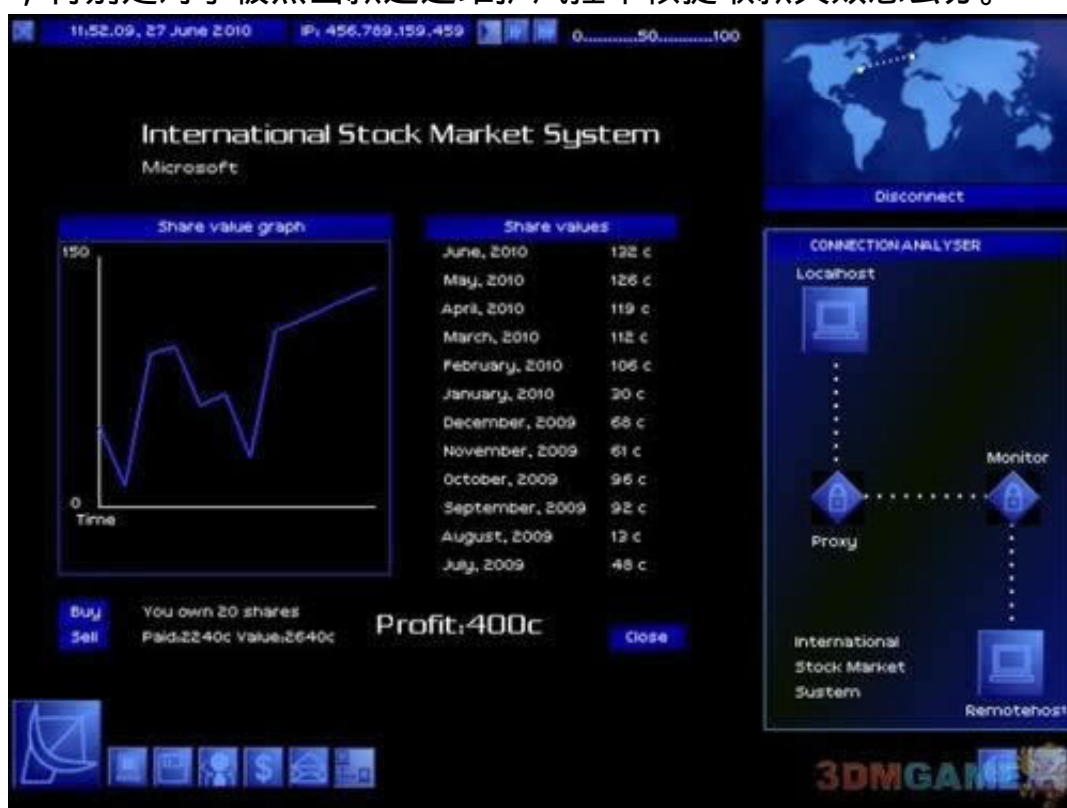 11:52.09, 27 June 2010 IP: 456.789.159.459 0............50............100
International Stock Market System
Microsoft
Disconnect
Share value graph
150
0
Time
Share values
June, 2010 132 c
May, 2010 126 c
April, 2010 119 c
March, 2010 112 c
February, 2010 106 c
January, 2010 30 c
December, 2009 68 c
November, 2009 61 c
October, 2009 96 c
September, 2009 92 c
August, 2009 13 c
July, 2009 48 c
CONNECTION ANALYSER
Localhost
Monitor
Proxy
International
Stock Market
System
Remotehost
Buy
Sell
You own 20 shares
Paid:2240c Value:2640c
Profit:400c
Close
3DMGAME